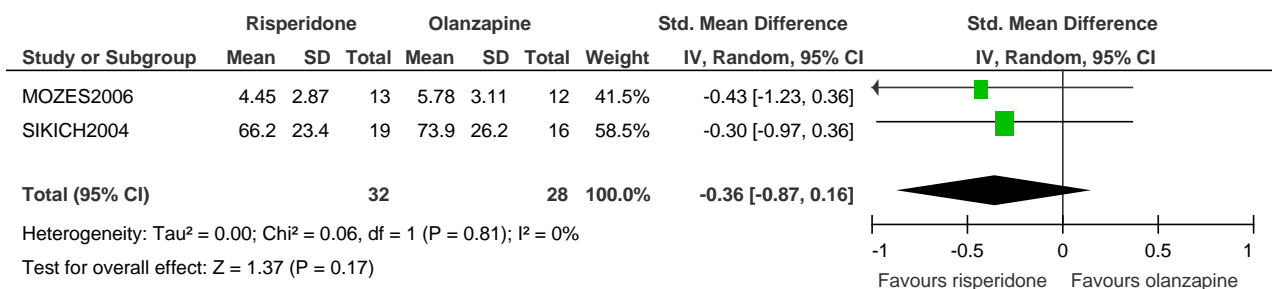 Risperidone Olanzapine Std. Mean Difference Std. Mean Difference
Study or Subgroup Mean SD Total Mean SD Total Weight IV, Random, 95% CI IV, Random, 95% CI
MOZES2006 4.45 2.87 13 5.78 3.11 12 41.5% -0.43 [-1.23, 0.36]
SIKICH2004 66.2 23.4 19 73.9 26.2 16 58.5% -0.30 [-0.97, 0.36]
Total (95% CI) 32 28 100.0% -0.36 [-0.87, 0.16]
Heterogeneity: Tau² = 0.00; Chi² = 0.06, df = 1 (P = 0.81); I² = 0%
Test for overall effect: Z = 1.37 (P = 0.17)
-1 -0.5 0 0.5 1
Favours risperidone Favours olanzapine